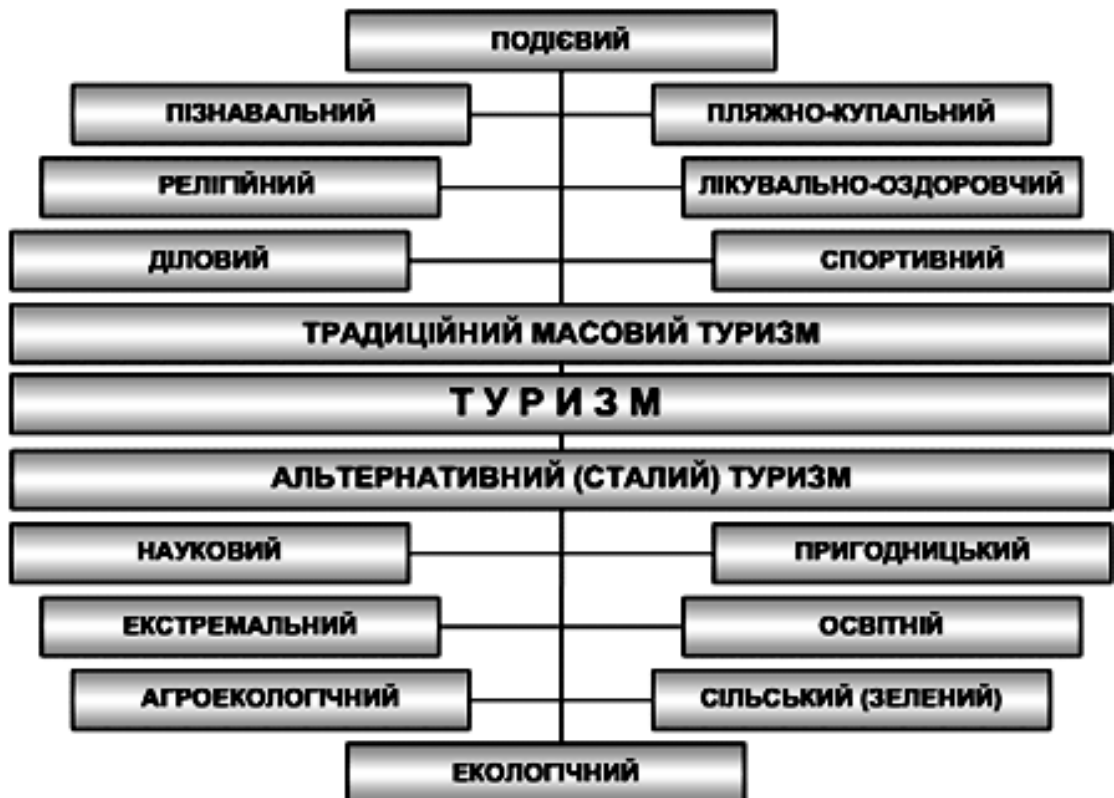 ПОДІЄВИЙ
ПІЗНАВАЛЬНИЙ
ПЛЯЖНО-КУПАЛЬНИЙ
РЕЛІГІЙНИЙ
ЛІКУВАЛЬНО-ОЗДОРОВЧИЙ
ДІЛОВИЙ
СПОРТИВНИЙ
ТРАДИЦІЙНИЙ МАСОВИЙ ТУРИЗМ
Т У Р И З М
АЛЬТЕРНАТИВНИЙ (СТАЛИЙ) ТУРИЗМ
НАУКОВИЙ
ПРИГОДНИЦЬКИЙ
ЕКСТРЕМАЛЬНИЙ
ОСВІТНІЙ
АГРОЕКОЛОГІЧНИЙ
СІЛЬСЬКИЙ (ЗЕЛЕНИЙ)
ЕКОЛОГІЧНИЙ